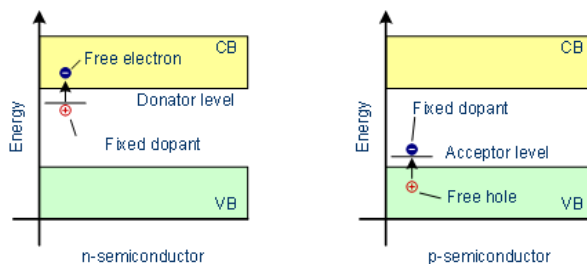 CB
Free electron
Donator level
Fixed dopant
VB
Energy
n-semiconductor
CB
Fixed dopant
Acceptor level
Free hole
VB
Energy
p-semiconductor